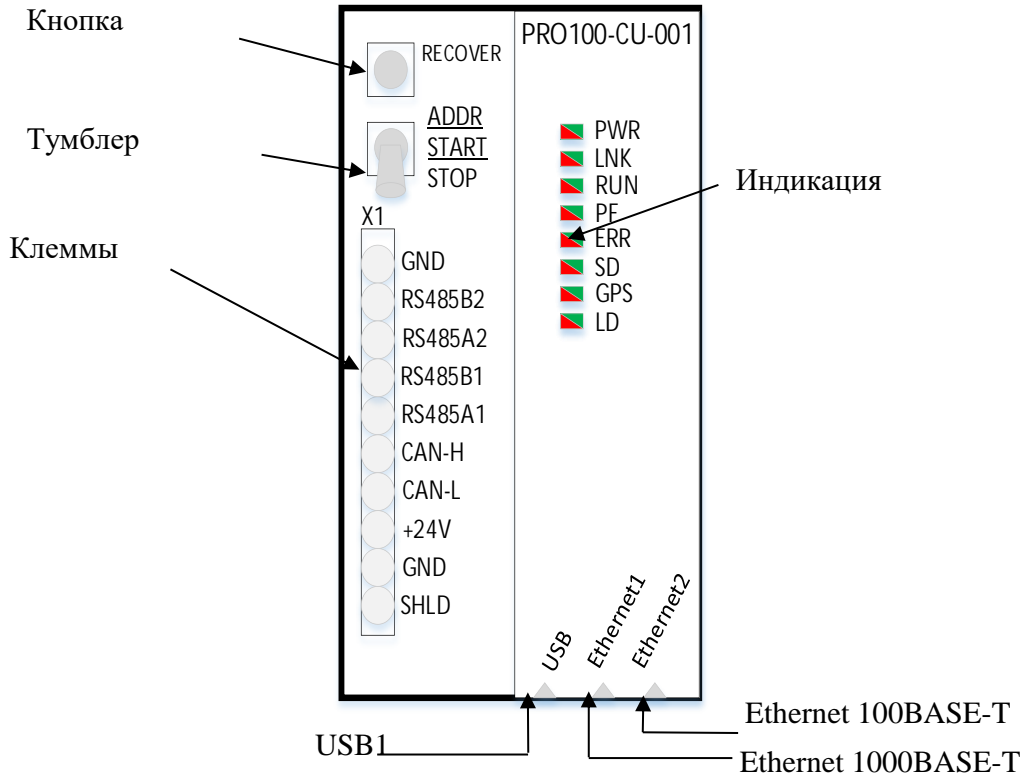 Кнопка
RECOVER
PRO100-CU-001
Тумблер
ADDR
START
STOP
PWR
LNK
RUN
PF
ERR
SD
GPS
LD
Индикация
Клеммы
X1
GND
RS485B2
RS485A2
RS485B1
RS485A1
CAN-H
CAN-L
+24V
GND
SHLD
USB
Ethernet1
Ethernet2
USB1
Ethernet 100BASE-T
Ethernet 1000BASE-T